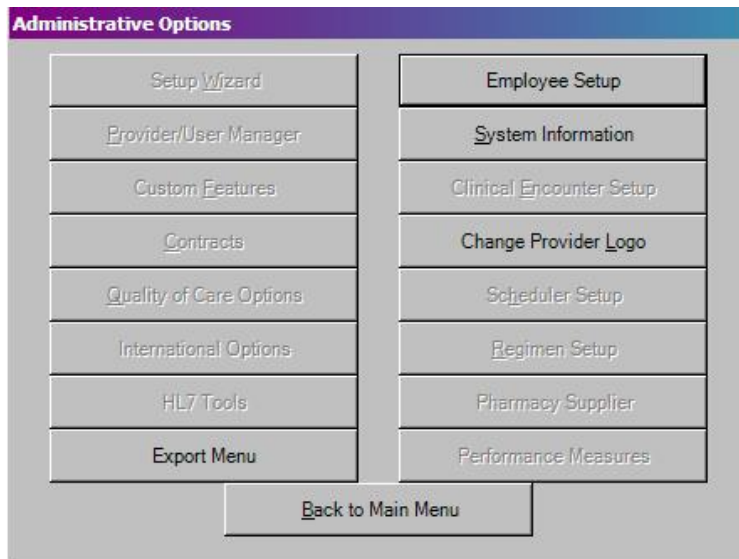 Administrative Options
Setup Wizard
Employee Setup
Provider/User Manager
System Information
Custom Features
Clinical Encounter Setup
Contracts
Change Provider Logo
Quality of Care Options
Scheduler Setup
International Options
Regimen Setup
HL7 Tools
Pharmacy Supplier
Export Menu
Performance Measures
Back to Main Menu